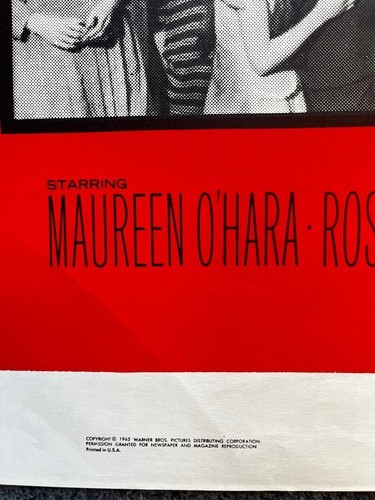 STARRING
MAUREEN O'HARA · ROS
COPYRIGHT © 1965 WARNER BROS. PICTURES DISTRIBUTING CORPORATION
PERMISSION GRANTED FOR NEWSPAPER AND MAGAZINE REPRODUCTION
Printed in U.S.A.